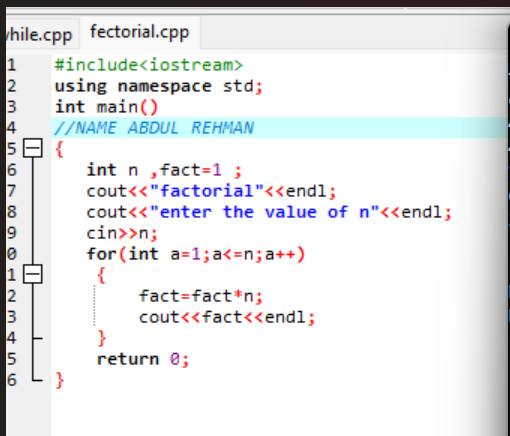 hile.cpp fectorial.cpp
1 #include<iostream>
2 using namespace std;
3 int main()
4 //NAME ABDUL REHMAN
5 {
6 int n ,fact=1 ;
7 cout<<"factorial"<<endl;
8 cout<<"enter the value of n"<<endl;
9 cin>>n;
0 for(int a=1;a<=n;a++)
1 {
2 fact=fact*n;
3 cout<<fact<<endl;
4 }
5 return 0;
6 }